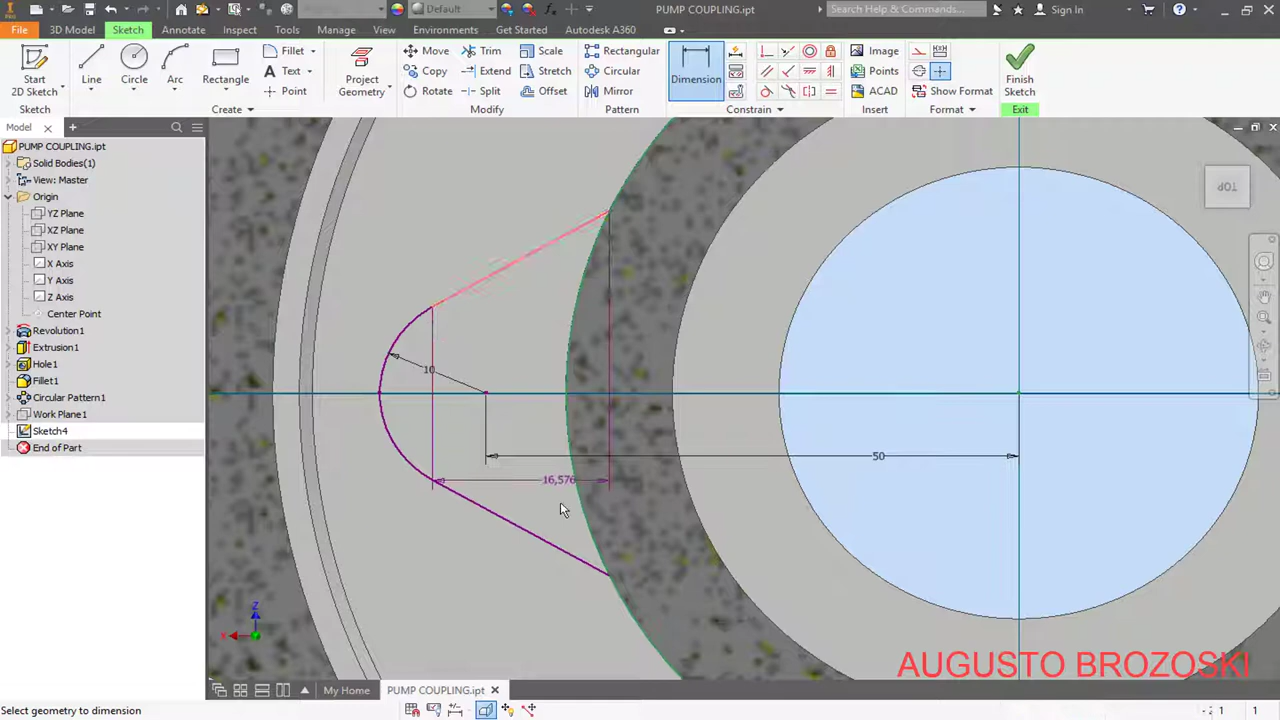 PRO
Default
PUMP COUPLING
Search Help & Commands...
Sign In
File
3D Model
Sketch
Annotate
Inspect
Tools
Manage
View
Environments
Get Started
Autodesk A360
Start
2D Sketch
Line
Circle
Arc
Rectangle
Fillet
Text
Point
Project
Geometry
Move
Copy
Rotate
Trim
Extend
Split
Scale
Stretch
Offset
Rectangular
Circular
Mirror
Dimension
Image
Points
ACAD
Show Format
Finish
Sketch
Sketch
Create
Modify
Pattern
Constrain
Insert
Format
Exit
Model
PUMP COUPLING.ipt
Solid Bodies(1)
View: Master
Origin
YZ Plane
XZ Plane
XY Plane
X Axis
Y Axis
Z Axis
Center Point
Revolution1
Extrusion1
Hole1
Fillet1
Circular Pattern1
Work Plane1
Sketch4
End of Part
TOP
10
50
16,576
Z
X
AUGUSTO BROZOSKI
My Home
PUMP COUPLING.ipt
Select geometry to dimension
1
1